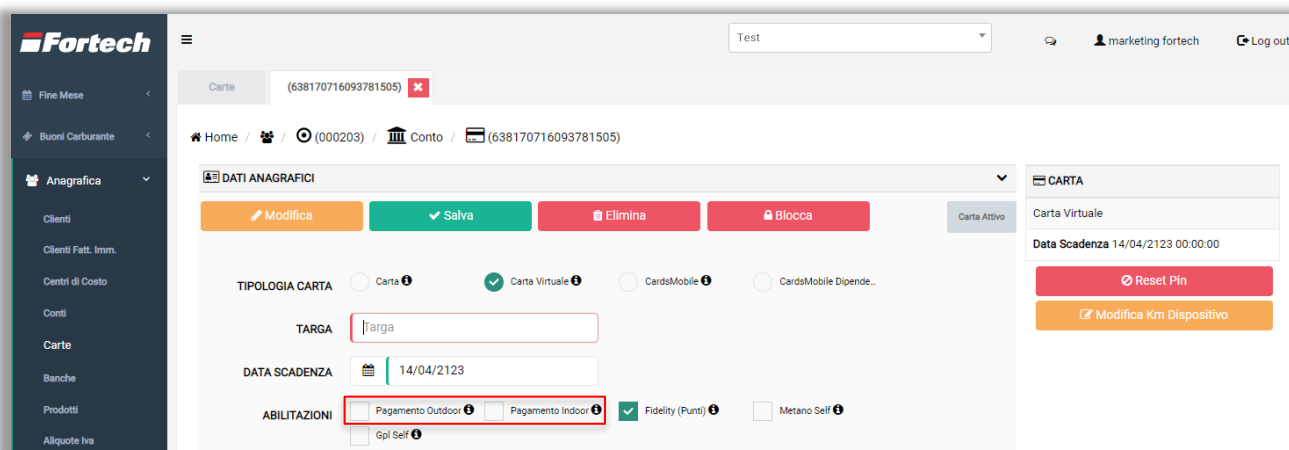 Fortech
Test
marketing fortech
Log out
Fine Mese
Buoni Carburante
Anagrafica
Clienti
Clienti Fatt. Imm.
Centri di Costo
Conti
Carte
Banche
Prodotti
Aliquote Iva
Carte
(638170716093781505)
Home / / (000203) / Conto / (638170716093781505)
DATI ANAGRAFICI
Modifica
Salva
Elimina
Blocca
Carta Attivo
TIPOLOGIA CARTA
Carta
Carta Virtuale
CardsMobile
CardsMobile Dipende...
TARGA
Targa
DATA SCADENZA
14/04/2123
ABILITAZIONI
Pagamento Outdoor
Pagamento Indoor
Fidelity (Punti)
Metano Self
Gpl Self
CARTA
Carta Virtuale
Data Scadenza 14/04/2123 00:00:00
Reset Pin
Modifica Km Dispositivo